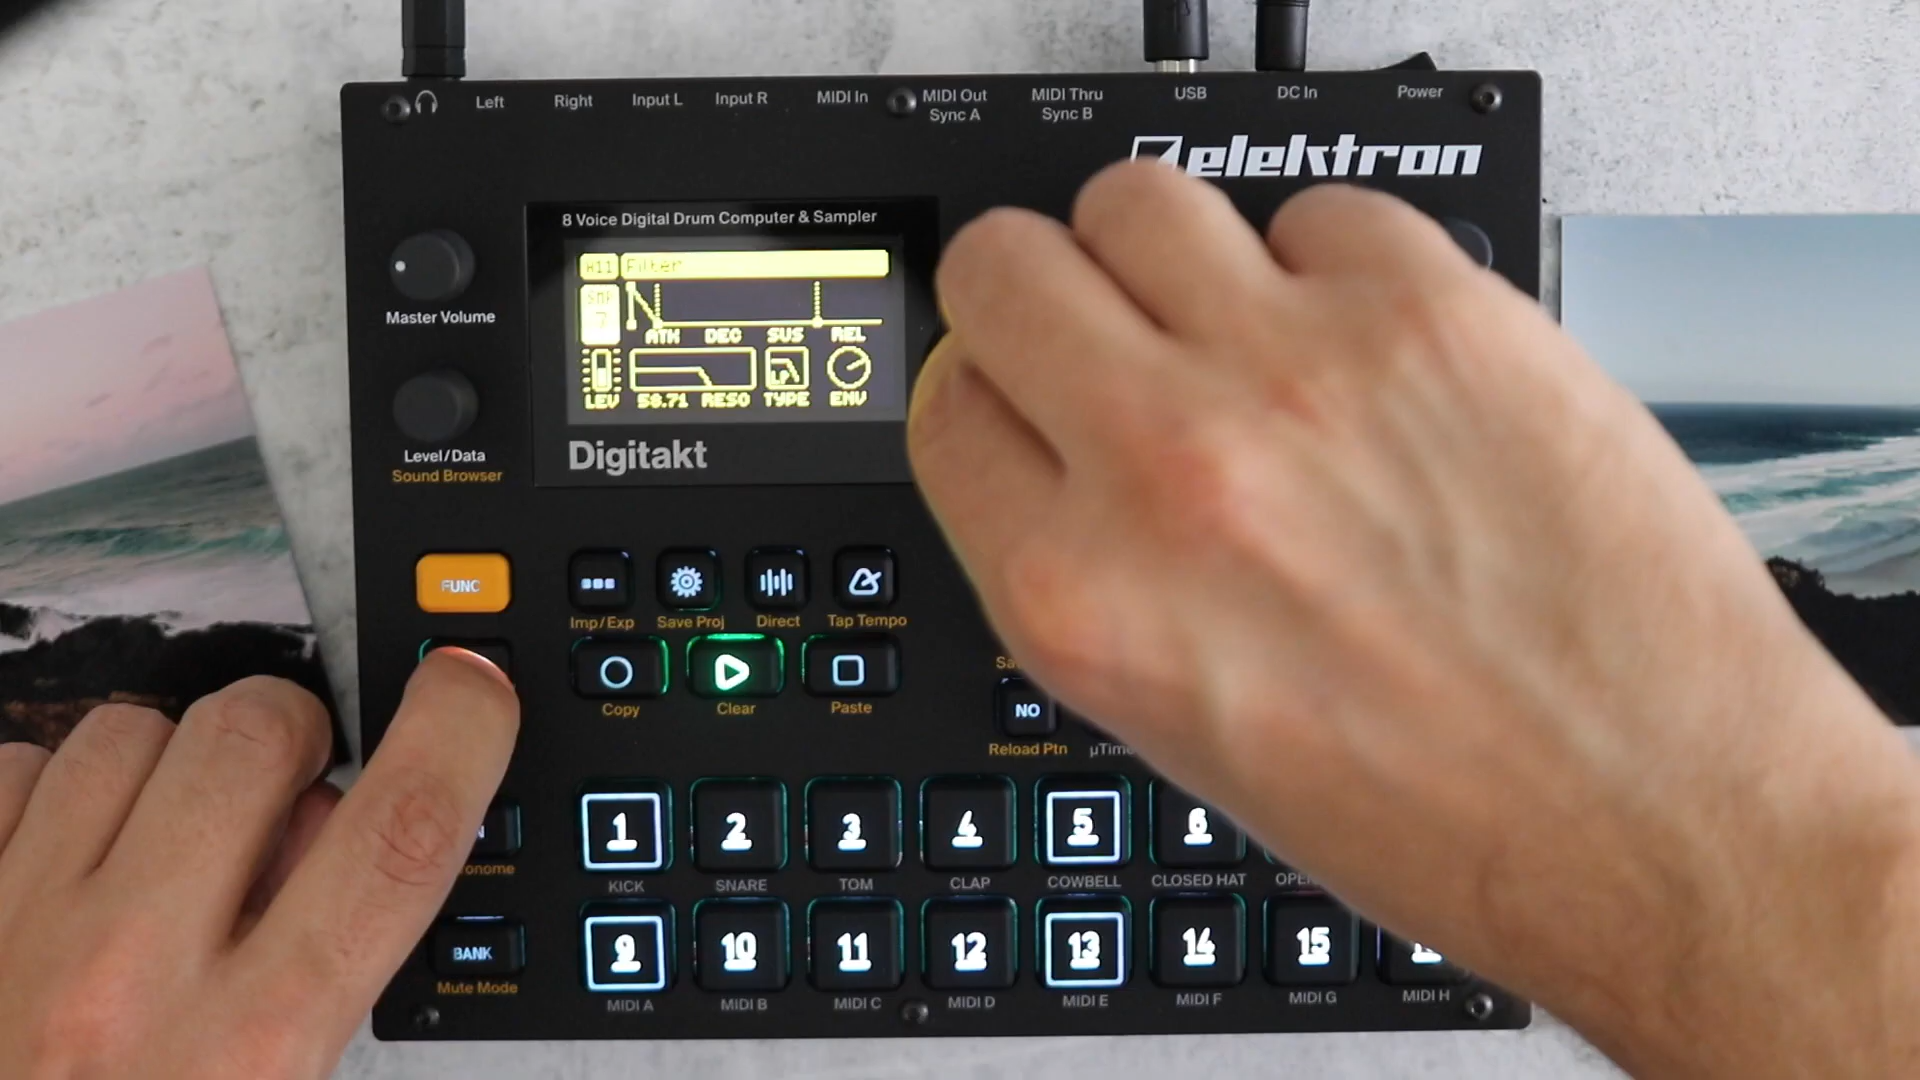 Left Right Input L Input R MIDI In MIDI Out MIDI Thru USB DC In Power
Sync A Sync B
elektron
8 Voice Digital Drum Computer & Sampler
Filter
Master Volume
ATK DEC SUS REL
LEV 58.71 RESO TYPE ENV
Digitakt
Level/Data
Sound Browser
FUNC
Imp/Exp Save Proj Direct Tap Tempo
NO
Copy Clear Paste
Reload Ptn
1 2 3 4 5 6
KICK SNARE TOM CLAP COWBELL CLOSED HAT
9 10 11 12 13 14 15
BANK
Mute Mode
MIDI A MIDI B MIDI C MIDI D MIDI E MIDI F MIDI G MIDI H